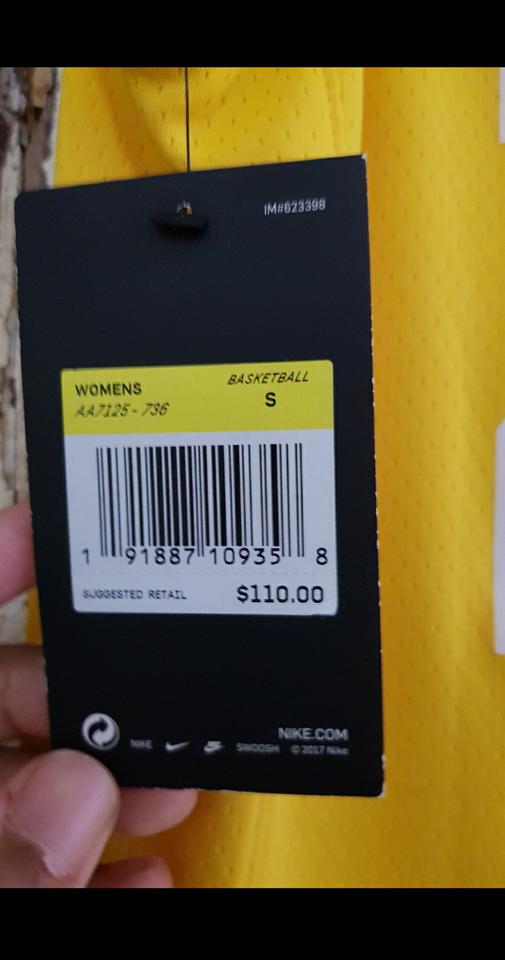 IM#623398
WOMENS
BASKETBALL
AA7125 - 736
S
1 91887 10935 8
SUGGESTED RETAIL
$110.00
NIKE.COM
NIKE
SWOOSH
© 2017 Nike